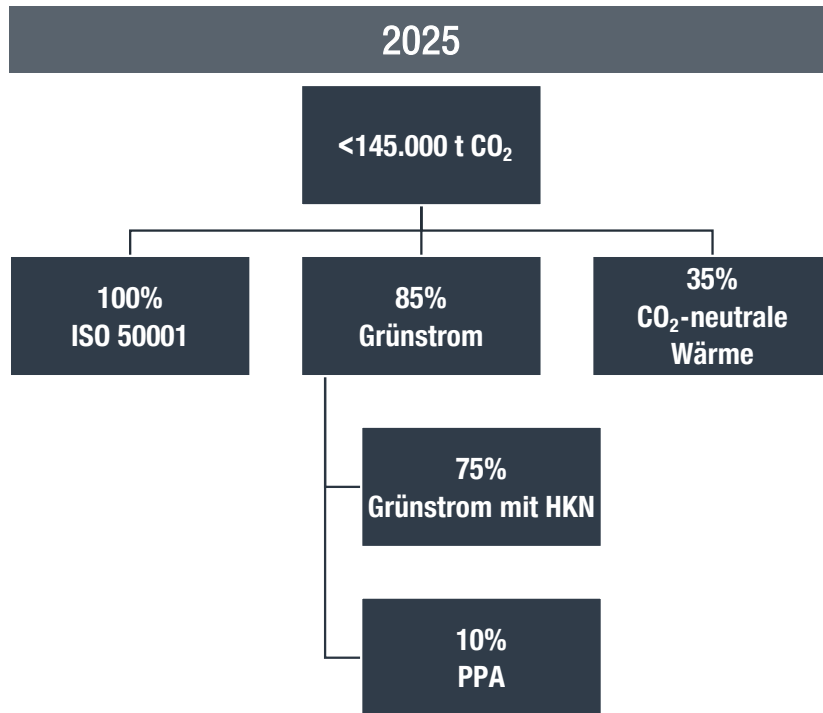 2025
<145.000 t CO₂
100%
ISO 50001
85%
Grünstrom
35%
CO₂-neutrale
Wärme
75%
Grünstrom mit HKN
10%
PPA